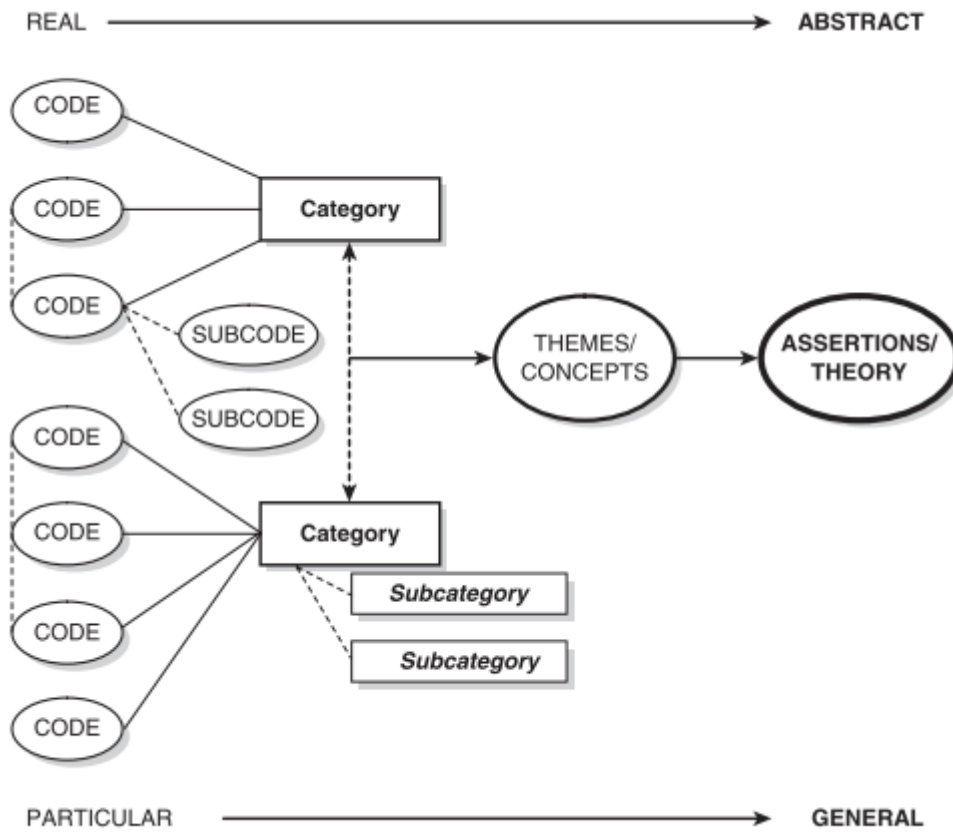 REAL
ABSTRACT
CODE
CODE
Category
CODE
SUBCODE
THEMES/
CONCEPTS
ASSERTIONS/
THEORY
SUBCODE
CODE
CODE
Category
Subcategory
CODE
Subcategory
CODE
PARTICULAR
GENERAL